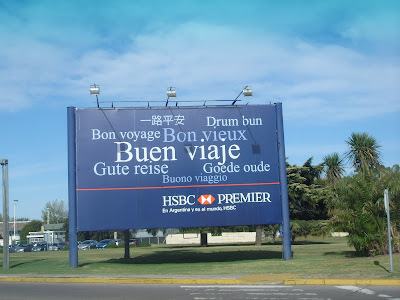 一路平安 Drum bun
Bon voyage Bon vieux
Buen viaje
Gute reise Goede oude
Buono viaggio
HSBC PREMIER
En Argentina y en el mundo, HSBC